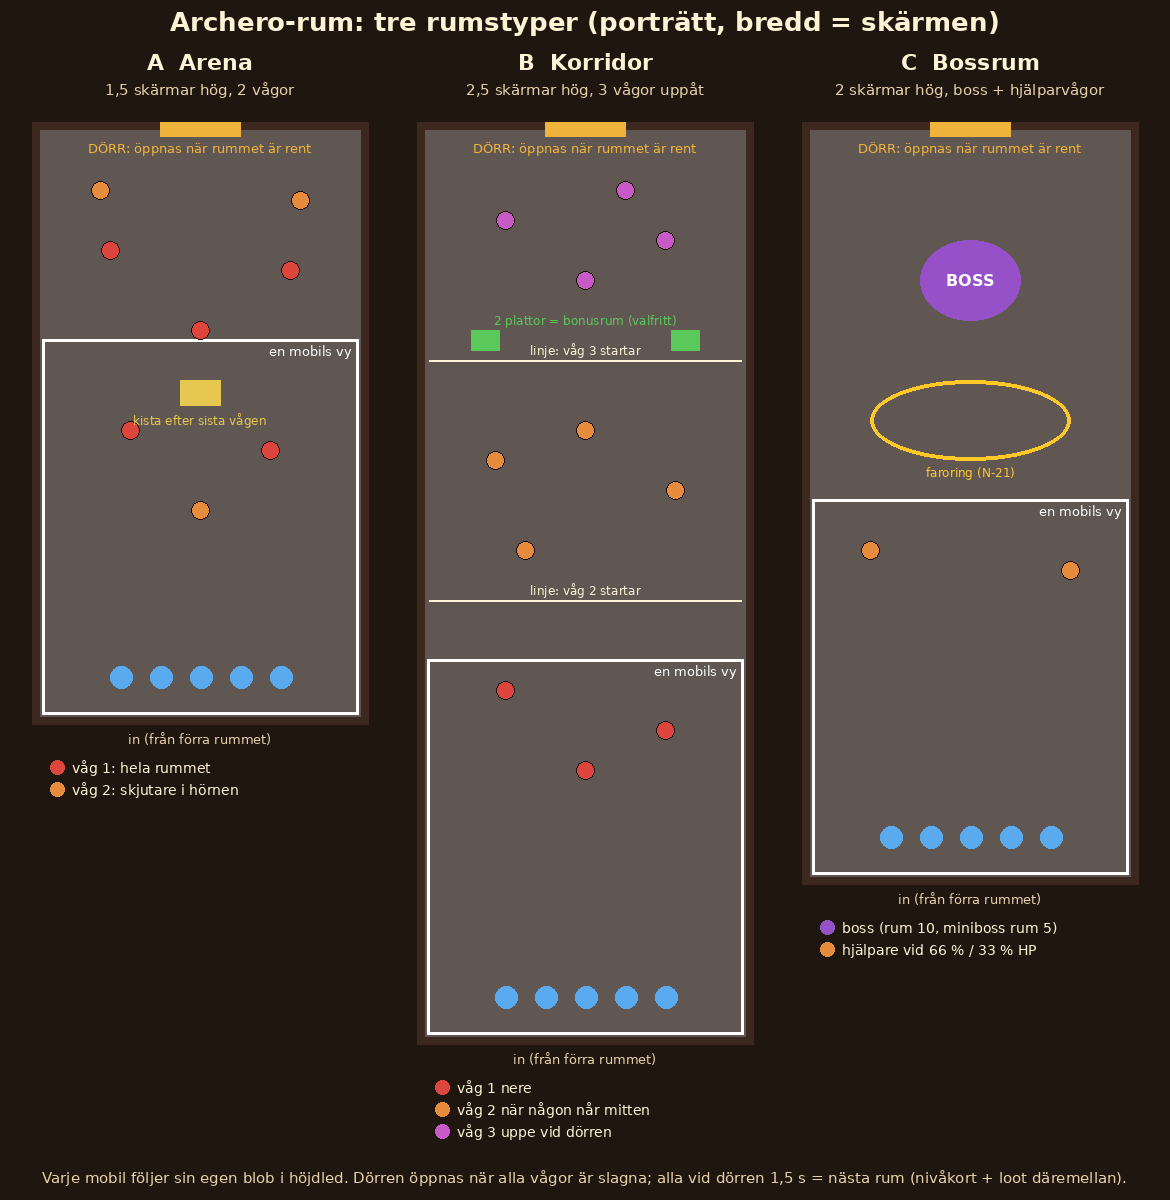 Archero-rum: tre rumstyper (porträtt, bredd = skärmen)
A Arena
1,5 skärmar hög, 2 vågor
DÖRR: öppnas när rummet är rent
en mobils vy
kista efter sista vågen
in (från förra rummet)
våg 1: hela rummet
våg 2: skjutare i hörnen
B Korridor
2,5 skärmar hög, 3 vågor uppåt
DÖRR: öppnas när rummet är rent
2 plattor = bonusrum (valfritt)
linje: våg 3 startar
linje: våg 2 startar
en mobils vy
in (från förra rummet)
våg 1 nere
våg 2 när någon når mitten
våg 3 uppe vid dörren
C Bossrum
2 skärmar hög, boss + hjälparvågor
DÖRR: öppnas när rummet är rent
BOSS
faroring (N-21)
en mobils vy
in (från förra rummet)
boss (rum 10, miniboss rum 5)
hjälpare vid 66 % / 33 % HP
Varje mobil följer sin egen blob i höjdled. Dörren öppnas när alla vågor är slagna; alla vid dörren 1,5 s = nästa rum (nivåkort + loot däremellan).